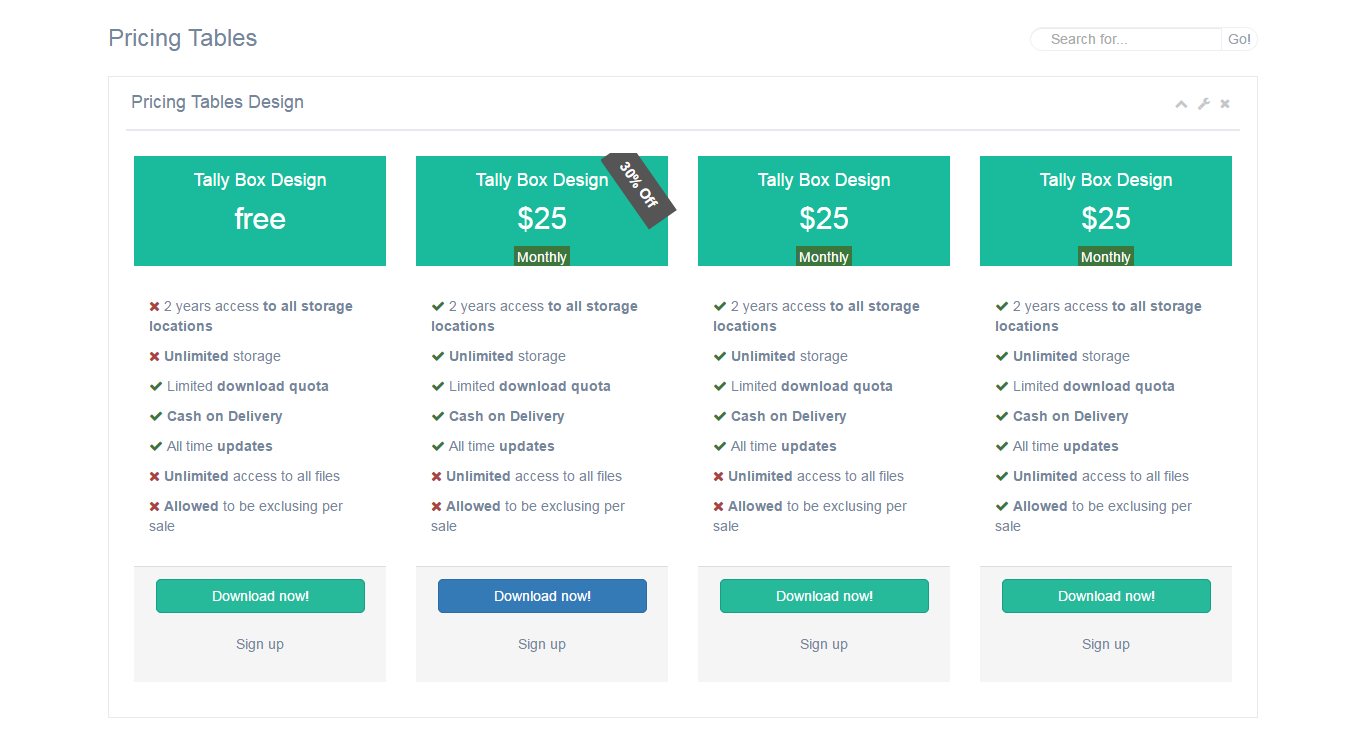 Pricing Tables
Search for...
Go!
Pricing Tables Design
Tally Box Design
free
2 years access to all storage
locations
Unlimited storage
Limited download quota
Cash on Delivery
All time updates
Unlimited access to all files
Allowed to be exclusing per
sale
Download now!
Sign up
Tally Box Design
30% Off
$25
Monthly
2 years access to all storage
locations
Unlimited storage
Limited download quota
Cash on Delivery
All time updates
Unlimited access to all files
Allowed to be exclusing per
sale
Download now!
Sign up
Tally Box Design
$25
Monthly
2 years access to all storage
locations
Unlimited storage
Limited download quota
Cash on Delivery
All time updates
Unlimited access to all files
Allowed to be exclusing per
sale
Download now!
Sign up
Tally Box Design
$25
Monthly
2 years access to all storage
locations
Unlimited storage
Limited download quota
Cash on Delivery
All time updates
Unlimited access to all files
Allowed to be exclusing per
sale
Download now!
Sign up